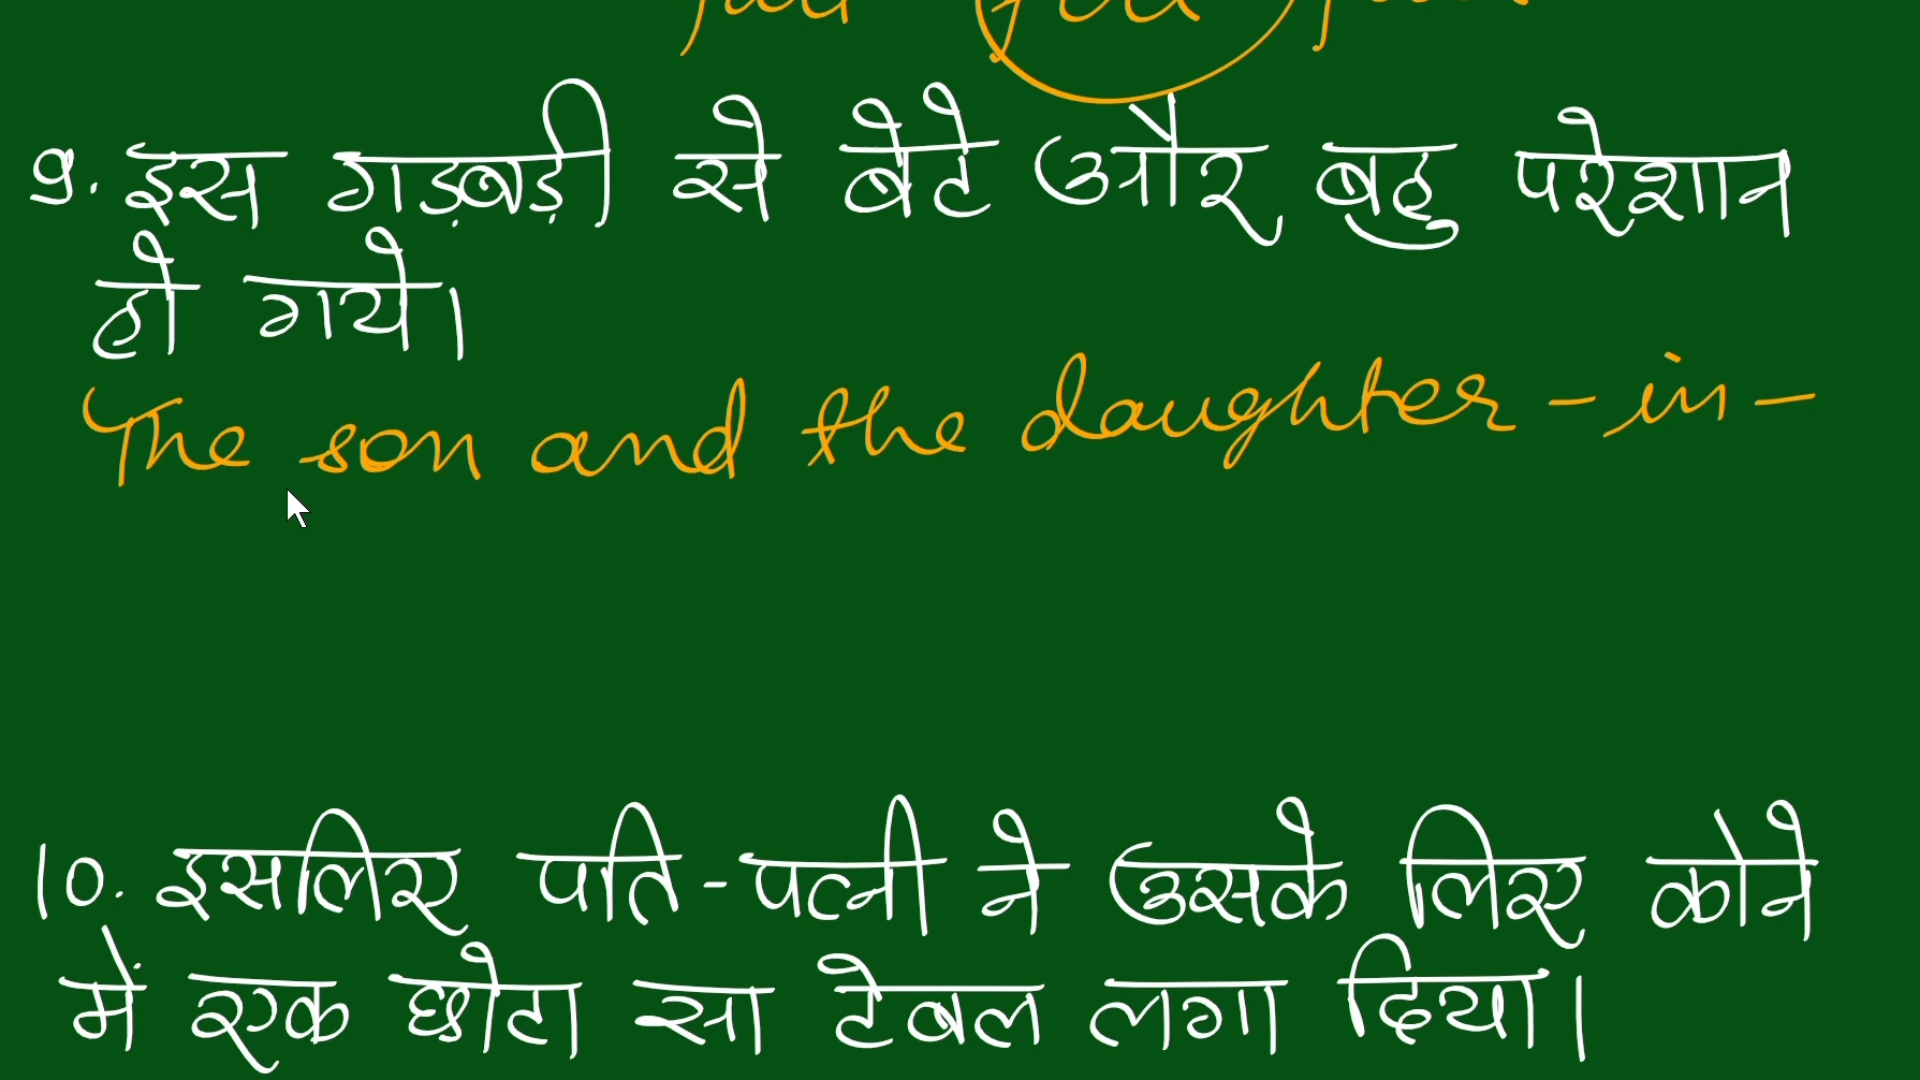 9. इस गड़बड़ी से बेटे और बहु परेशान
हो गये।
The son and the daughter-in-
10. इसलिए पति-पत्नी ने उसके लिए कोने
में एक छोटा सा टेबल लगा दिया।